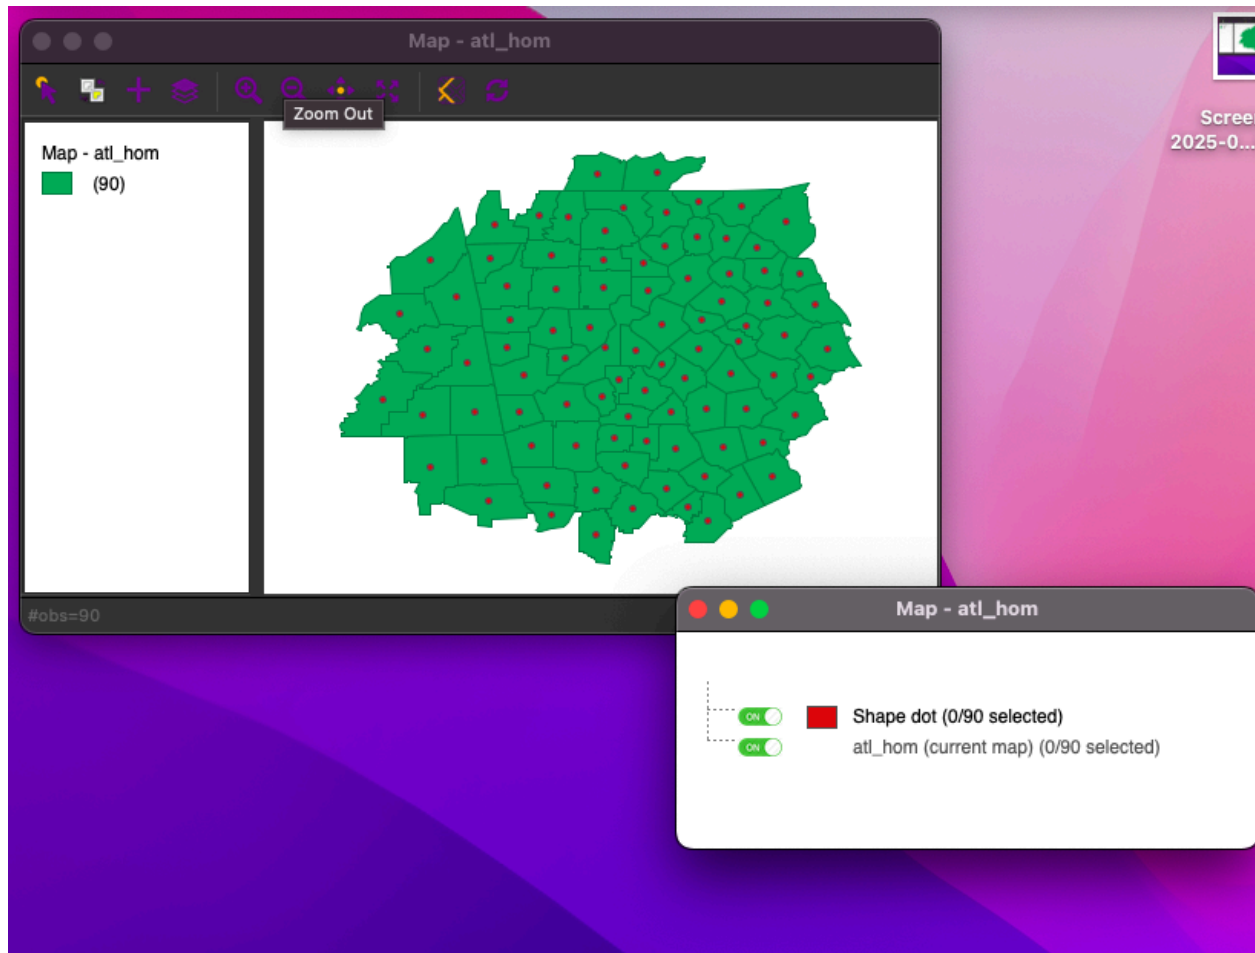 Map - atl_hom
Zoom Out
Map - atl_hom
(90)
#obs=90
Scree
2025-0...
Map - atl_hom
ON Shape dot (0/90 selected)
ON atl_hom (current map) (0/90 selected)